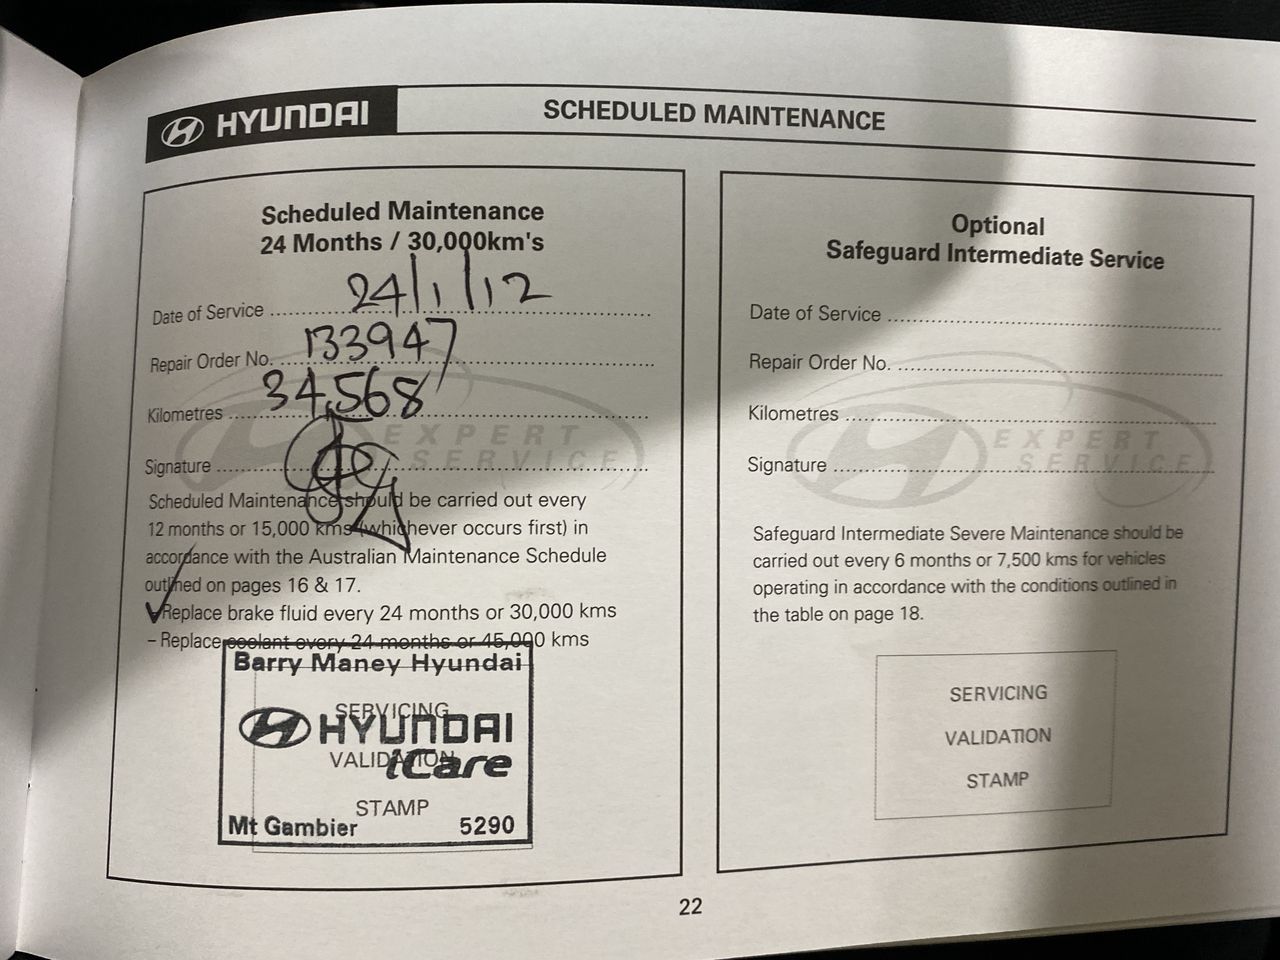 HYUNDAI
SCHEDULED MAINTENANCE
Scheduled Maintenance
24 Months / 30,000km's
Date of Service 24/1/12
Repair Order No. 133947
Kilometres 34,568
EXPERT
SERVICE
Signature
Scheduled Maintenance should be carried out every
12 months or 15,000 kms (whichever occurs first) in
accordance with the Australian Maintenance Schedule
outlined on pages 16 & 17.
Replace brake fluid every 24 months or 30,000 kms
– Replace coolant every 24 months or 45,000 kms
Barry Maney Hyundai
SERVICING
HYUNDAI
VALIDATION
iCare
STAMP
Mt Gambier 5290
Optional
Safeguard Intermediate Service
Date of Service
Repair Order No.
Kilometres
EXPERT
SERVICE
Signature
Safeguard Intermediate Severe Maintenance should be
carried out every 6 months or 7,500 kms for vehicles
operating in accordance with the conditions outlined in
the table on page 18.
SERVICING
VALIDATION
STAMP
22